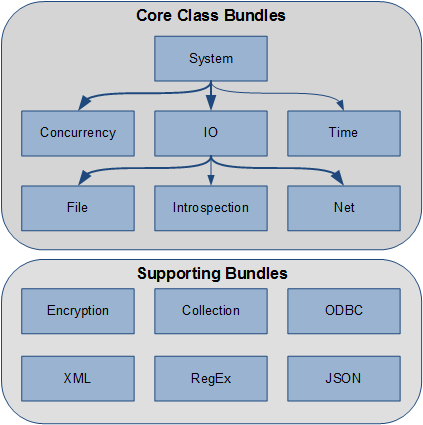 Core Class Bundles
System
Concurrency
IO
Time
File
Introspection
Net
Supporting Bundles
Encryption
Collection
ODBC
XML
RegEx
JSON